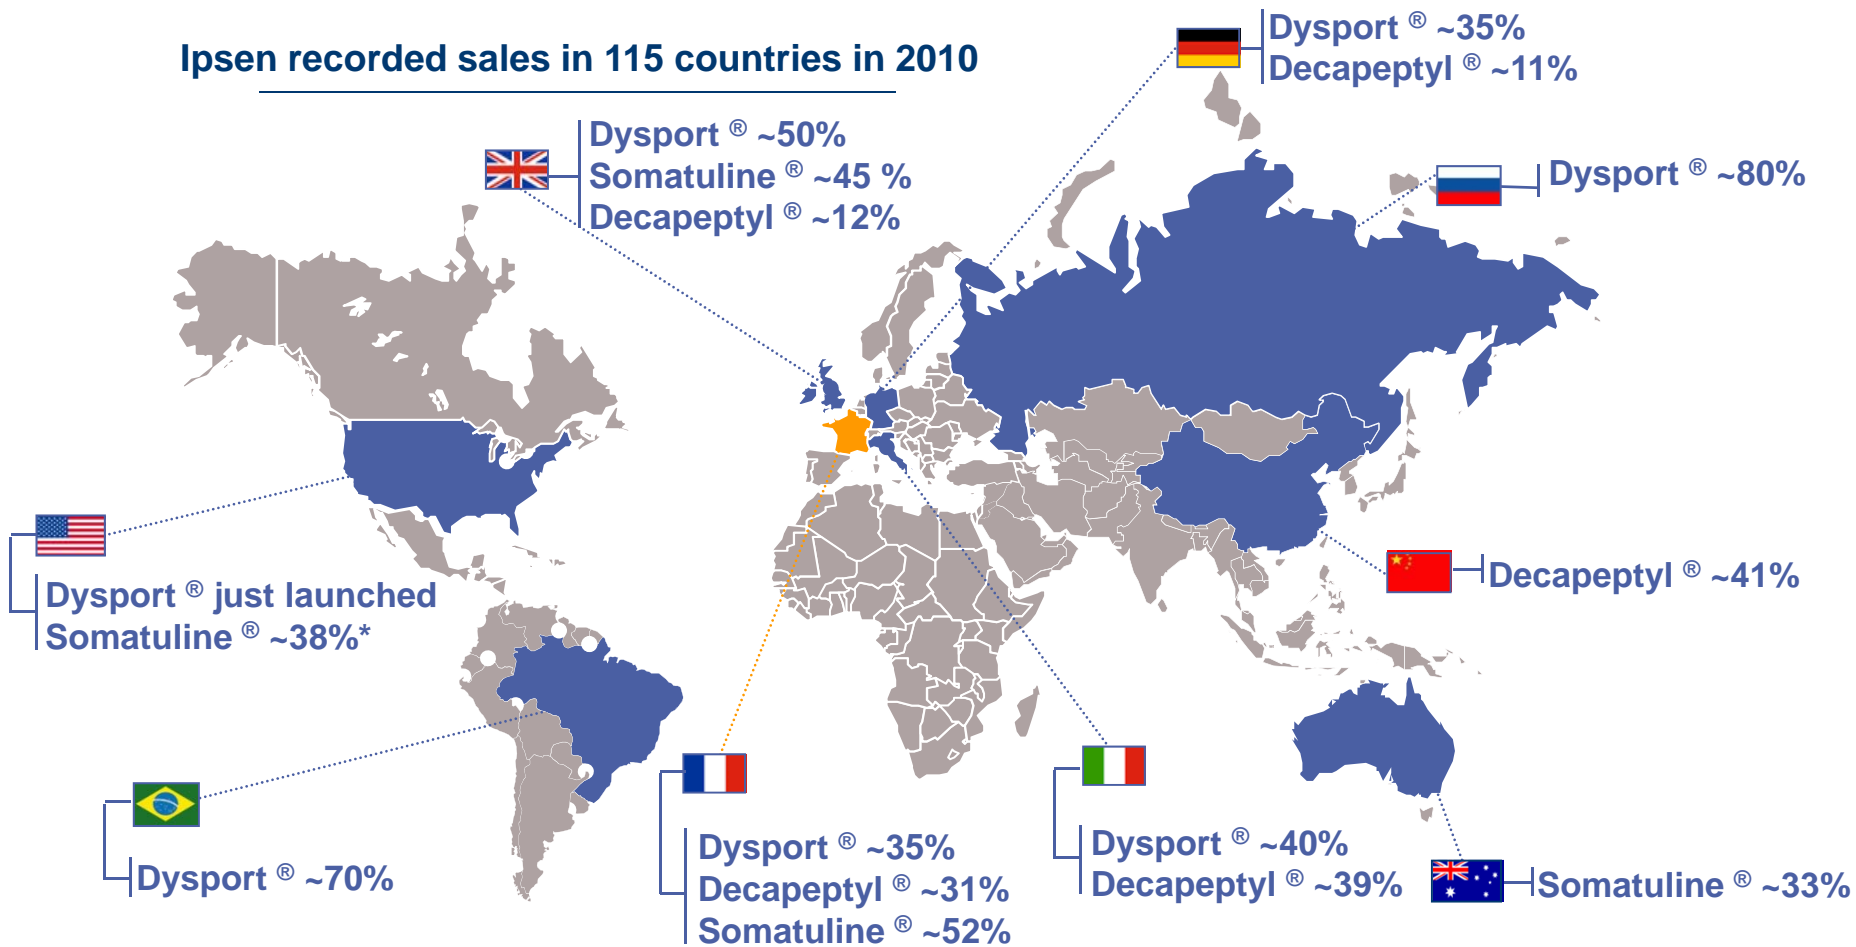 Ipsen recorded sales in 115 countries in 2010
Dysport ® ~35%
Decapeptyl ® ~11%
Dysport ® ~50%
Somatuline ® ~45 %
Decapeptyl ® ~12%
Dysport ® ~80%
Dysport ® just launched
Somatuline ® ~38%*
Decapeptyl ® ~41%
Dysport ® ~70%
Dysport ® ~35%
Decapeptyl ® ~31%
Somatuline ® ~52%
Dysport ® ~40%
Decapeptyl ® ~39%
Somatuline ® ~33%